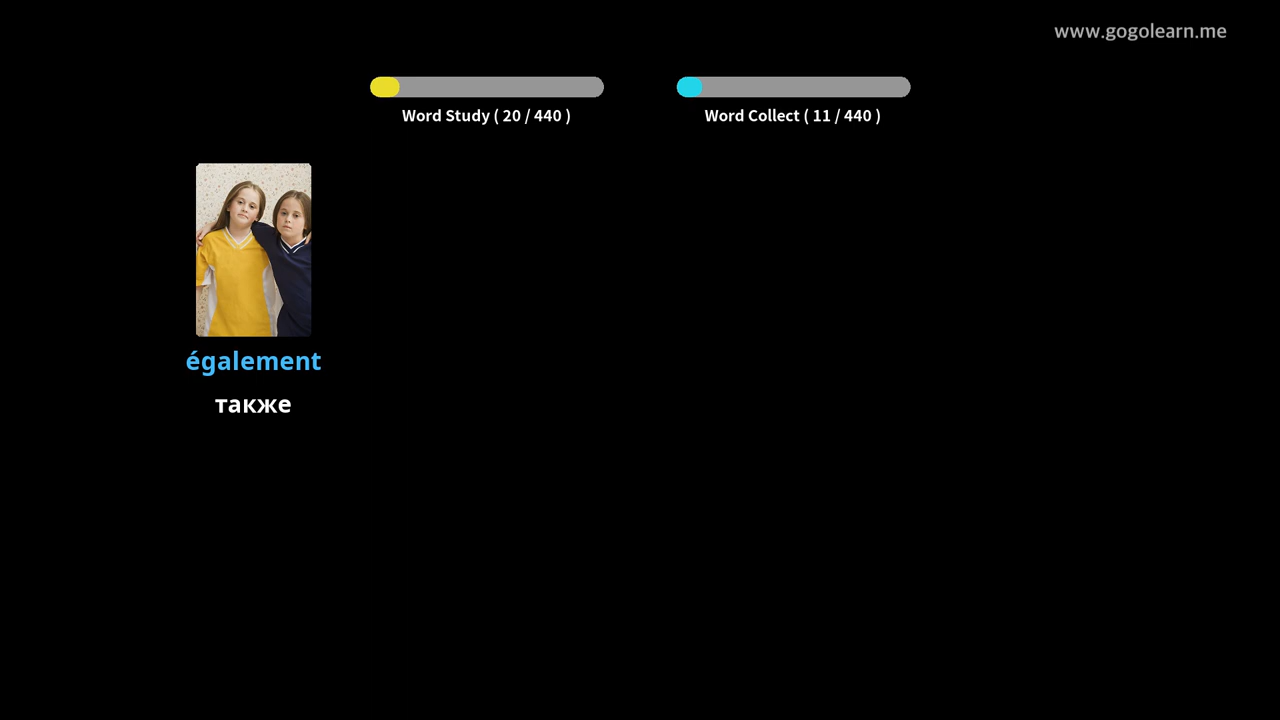 www.gogolearn.me
Word Study ( 20 / 440 )
Word Collect ( 11 / 440 )
également
также